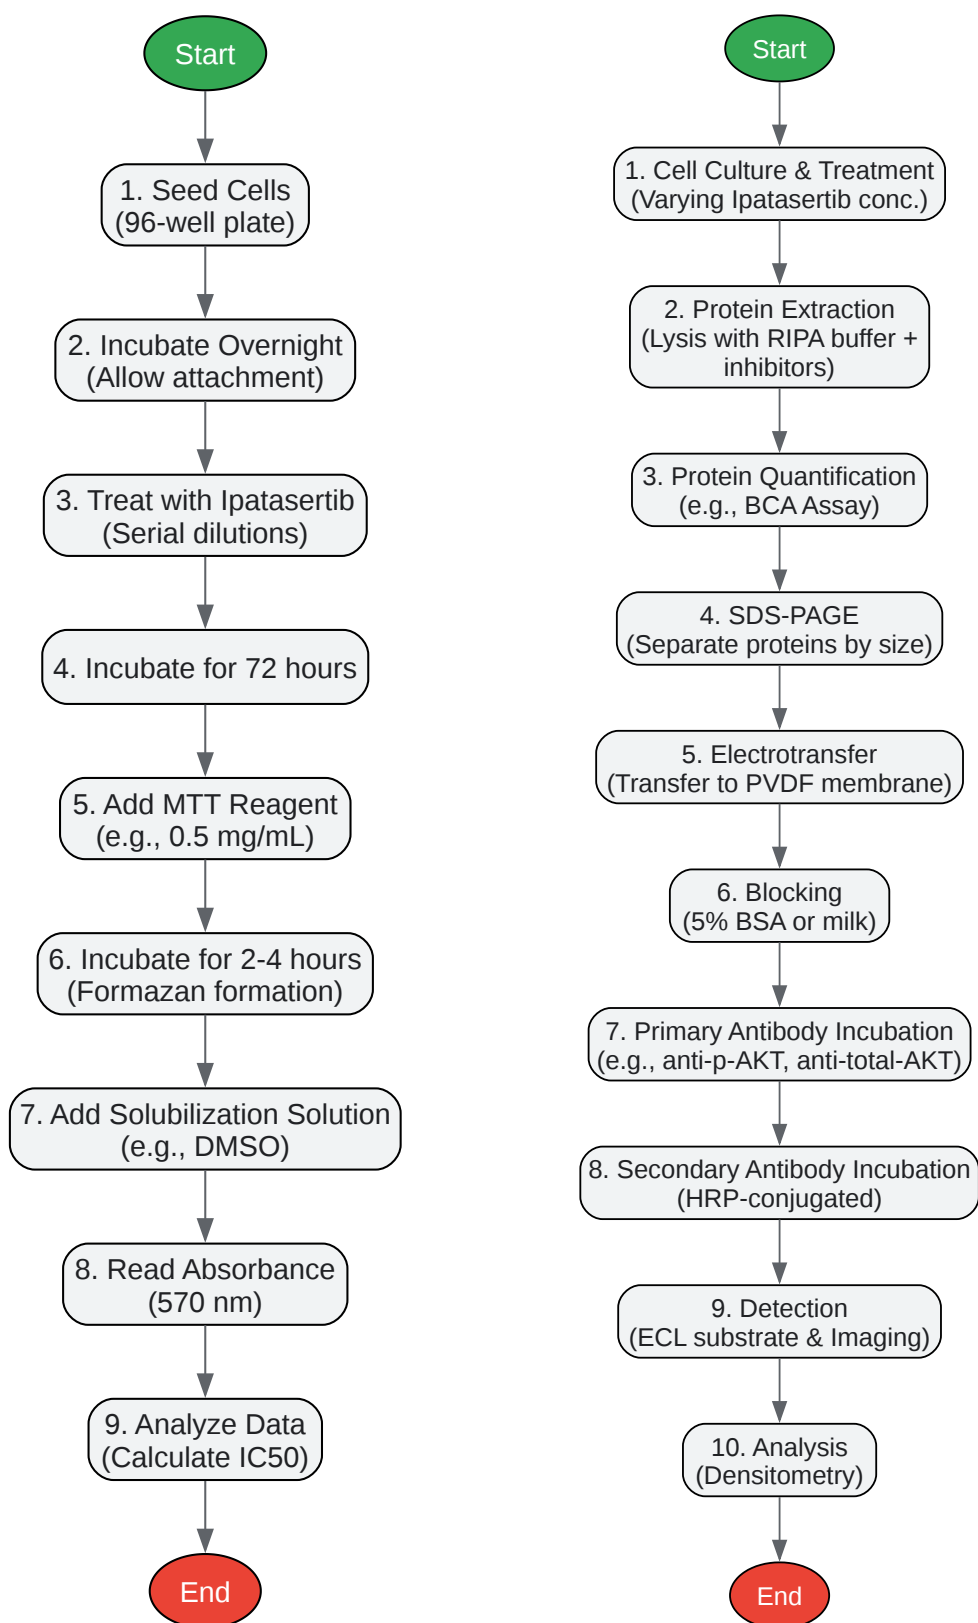 Start
1. Seed Cells
(96-well plate)
2. Incubate Overnight
(Allow attachment)
3. Treat with Ipatasertib
(Serial dilutions)
4. Incubate for 72 hours
5. Add MTT Reagent
(e.g., 0.5 mg/mL)
6. Incubate for 2-4 hours
(Formazan formation)
7. Add Solubilization Solution
(e.g., DMSO)
8. Read Absorbance
(570 nm)
9. Analyze Data
(Calculate IC50)
End
Start
1. Cell Culture & Treatment
(Varying Ipatasertib conc.)
2. Protein Extraction
(Lysis with RIPA buffer +
inhibitors)
3. Protein Quantification
(e.g., BCA Assay)
4. SDS-PAGE
(Separate proteins by size)
5. Electrotransfer
(Transfer to PVDF membrane)
6. Blocking
(5% BSA or milk)
7. Primary Antibody Incubation
(e.g., anti-p-AKT, anti-total-AKT)
8. Secondary Antibody Incubation
(HRP-conjugated)
9. Detection
(ECL substrate & Imaging)
10. Analysis
(Densitometry)
End